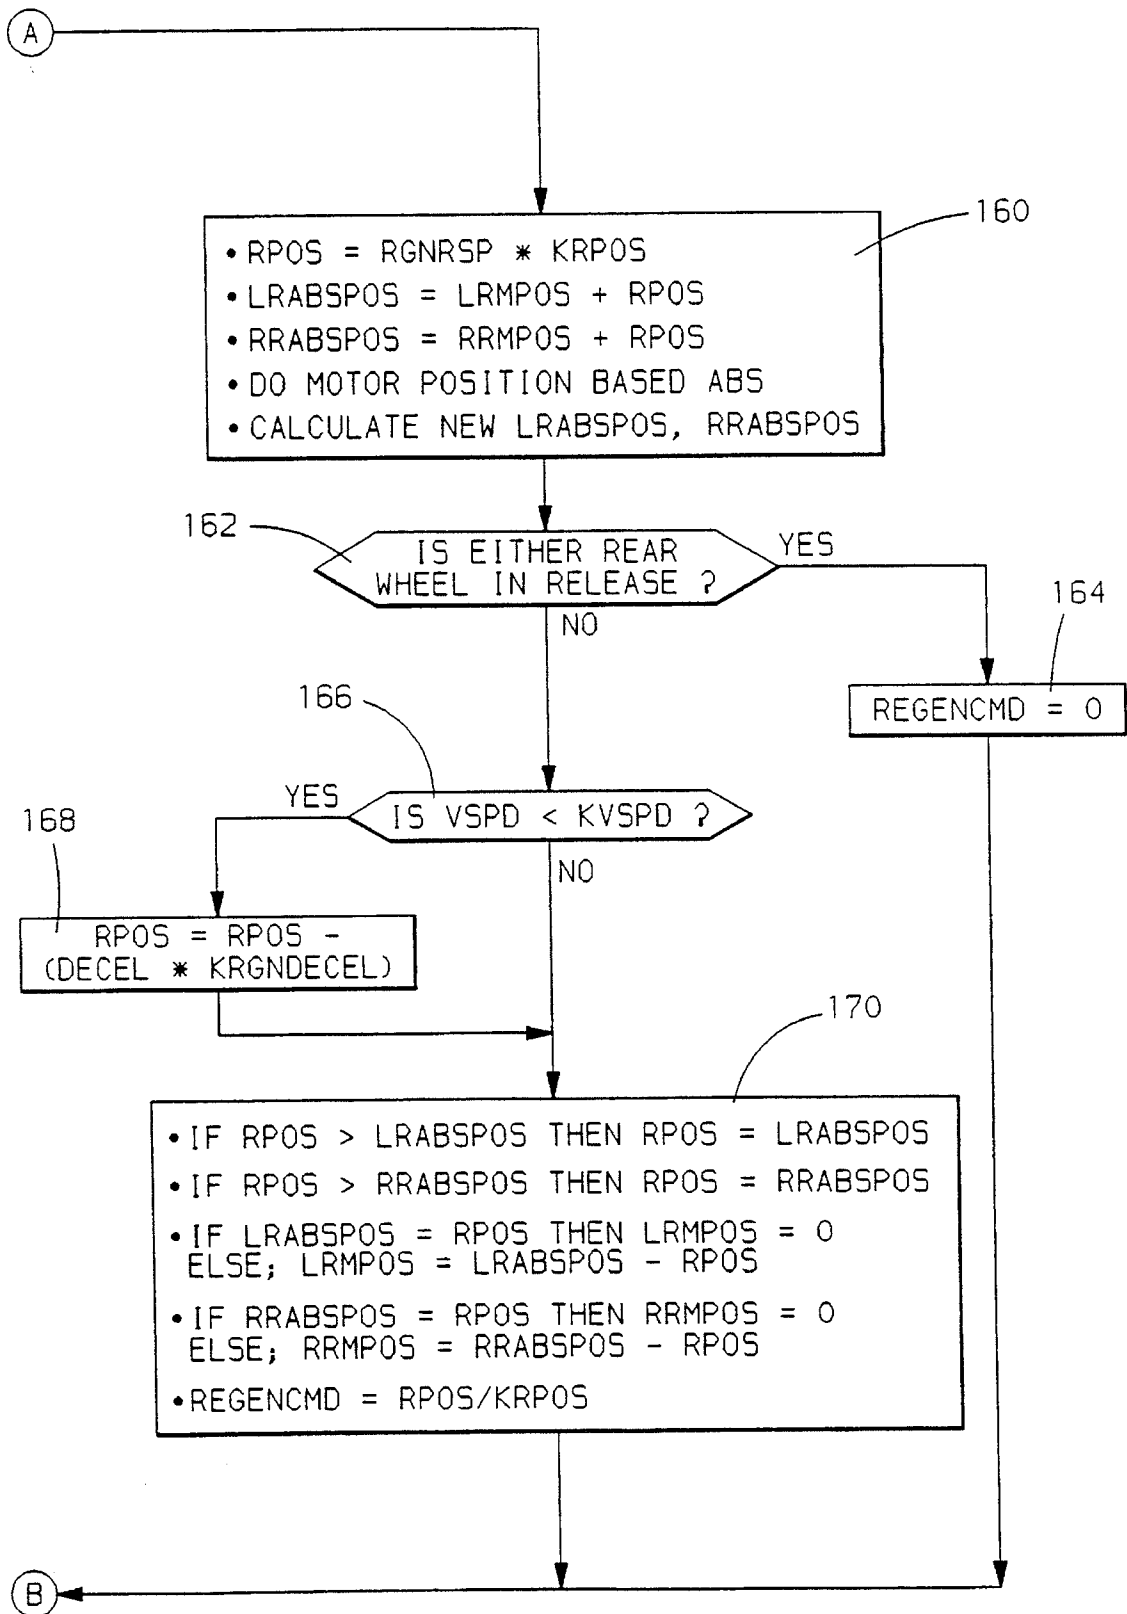 A
160
• RPOS = RGNRSP * KRPOS
• LRABSPOS = LRMPOS + RPOS
• RRABSPOS = RRMPOS + RPOS
• DO MOTOR POSITION BASED ABS
• CALCULATE NEW LRABSPOS, RRABSPOS
162
IS EITHER REAR
WHEEL IN RELEASE ?
YES
NO
164
REGENCMD = 0
166
YES
IS VSPD < KVSPD ?
NO
168
RPOS = RPOS -
(DECEL * KRGNDECEL)
170
• IF RPOS > LRABSPOS THEN RPOS = LRABSPOS
• IF RPOS > RRABSPOS THEN RPOS = RRABSPOS
• IF LRABSPOS = RPOS THEN LRMPOS = 0
ELSE; LRMPOS = LRABSPOS - RPOS
• IF RRABSPOS = RPOS THEN RRMPOS = 0
ELSE; RRMPOS = RRABSPOS - RPOS
• REGENCMD = RPOS/KRPOS
B